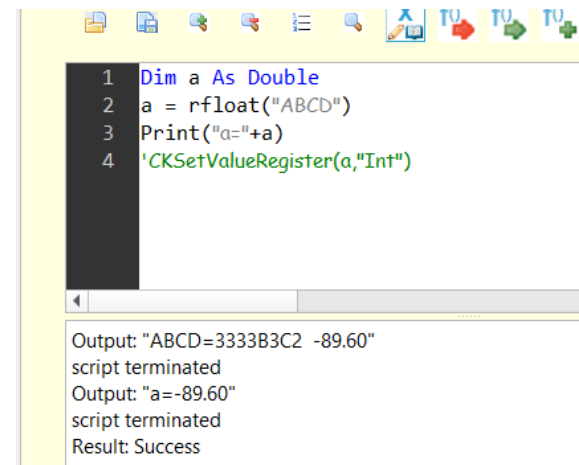 1 Dim a As Double
2 a = rfloat("ABCD")
3 Print("a="+a)
4 'CKSetValueRegister(a,"Int")
Output: "ABCD=3333B3C2 -89.60"
script terminated
Output: "a=-89.60"
script terminated
Result: Success